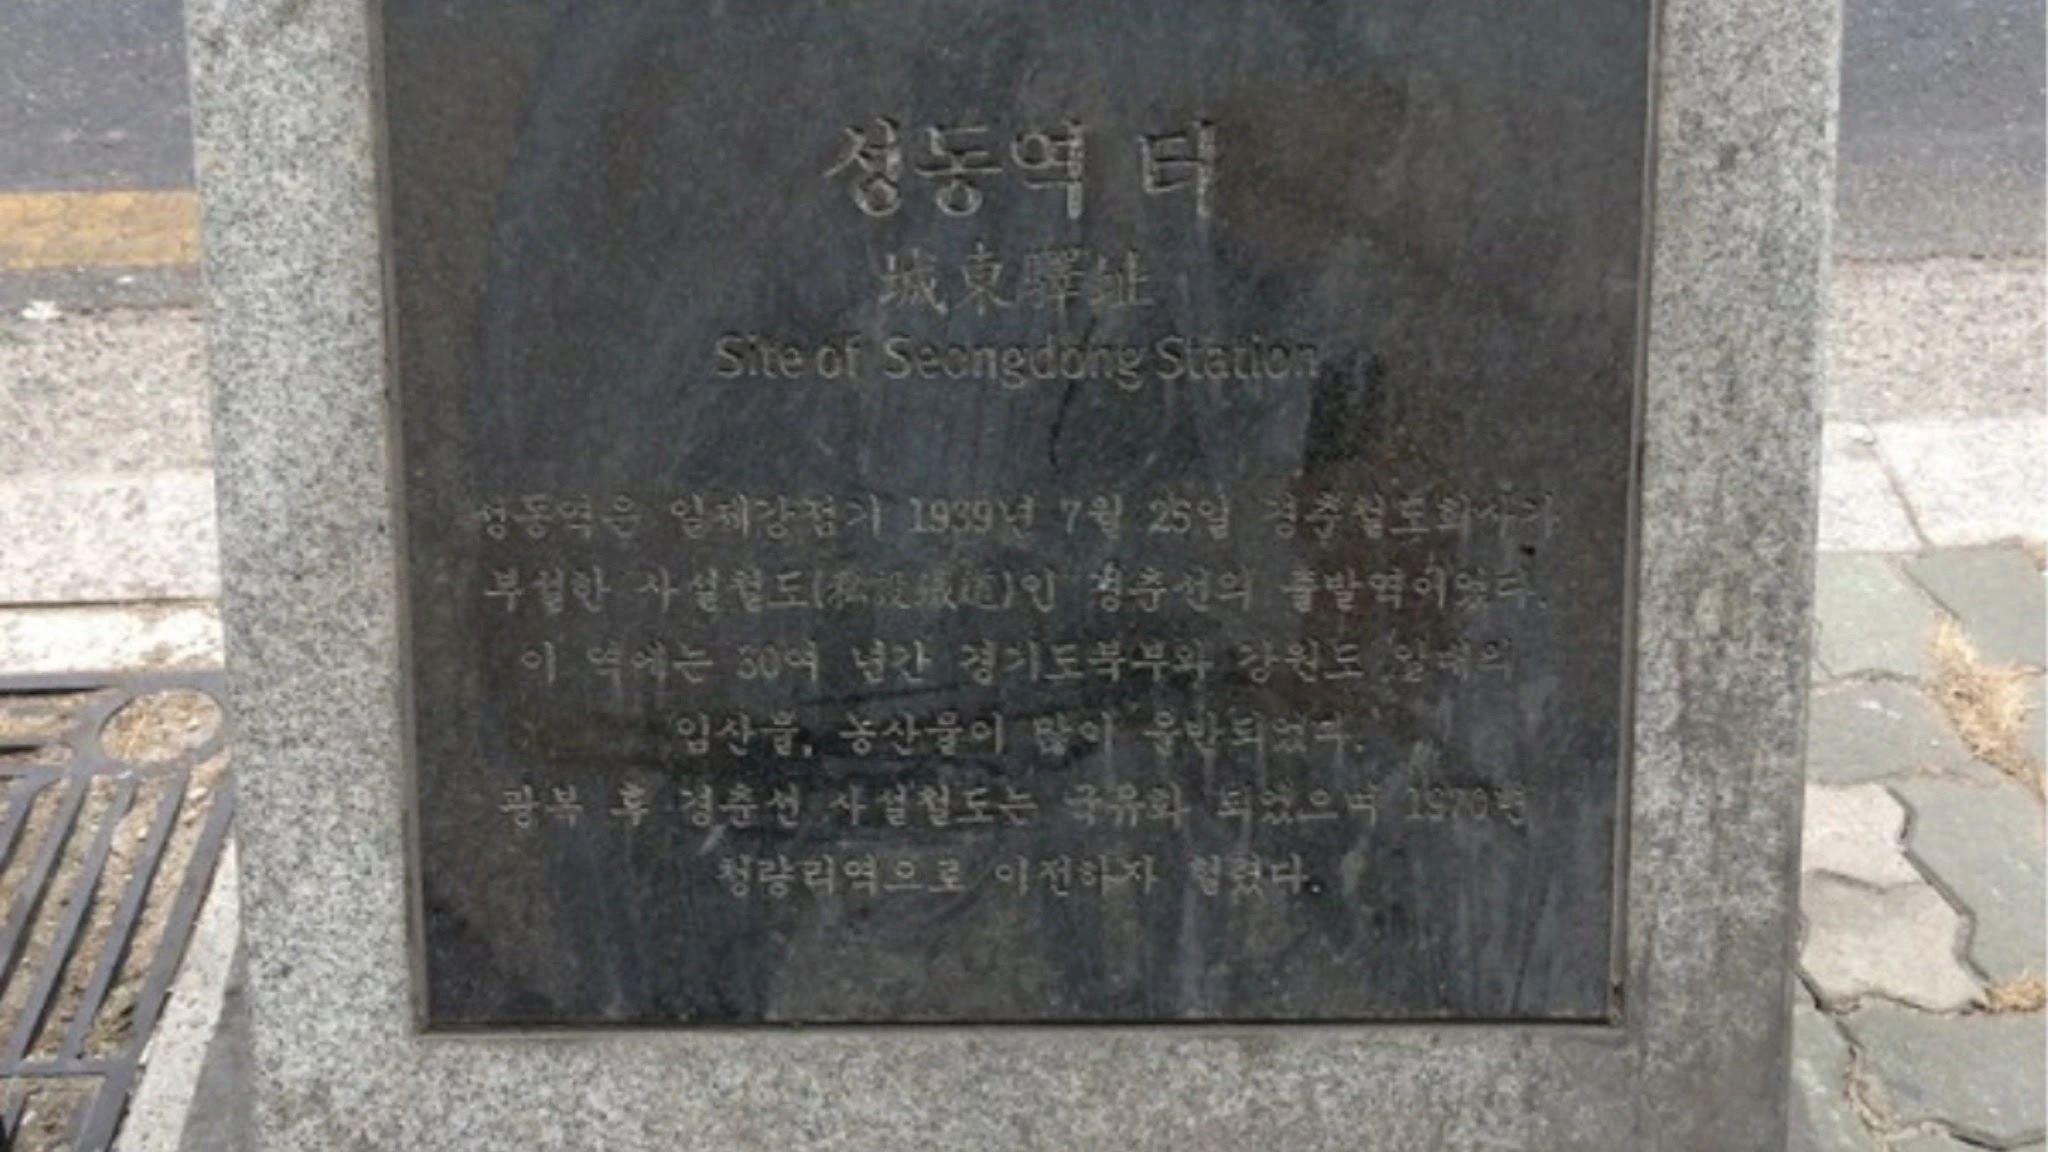 성동역 터
城東驛址
Site of Seongdong Station
성동역은 일제강점기 1939년 7월 25일 경춘철도회사가
부설한 사설철도(私設鐵道)인 경춘선의 출발역이었다.
이 역에는 30여 년간 경기도북부와 강원도 일대의
임산물, 농산물이 많이 운반되었다.
광복 후 경춘선 사설철도는 국유화 되었으며 1970년
청량리역으로 이전하자 헐렸다.